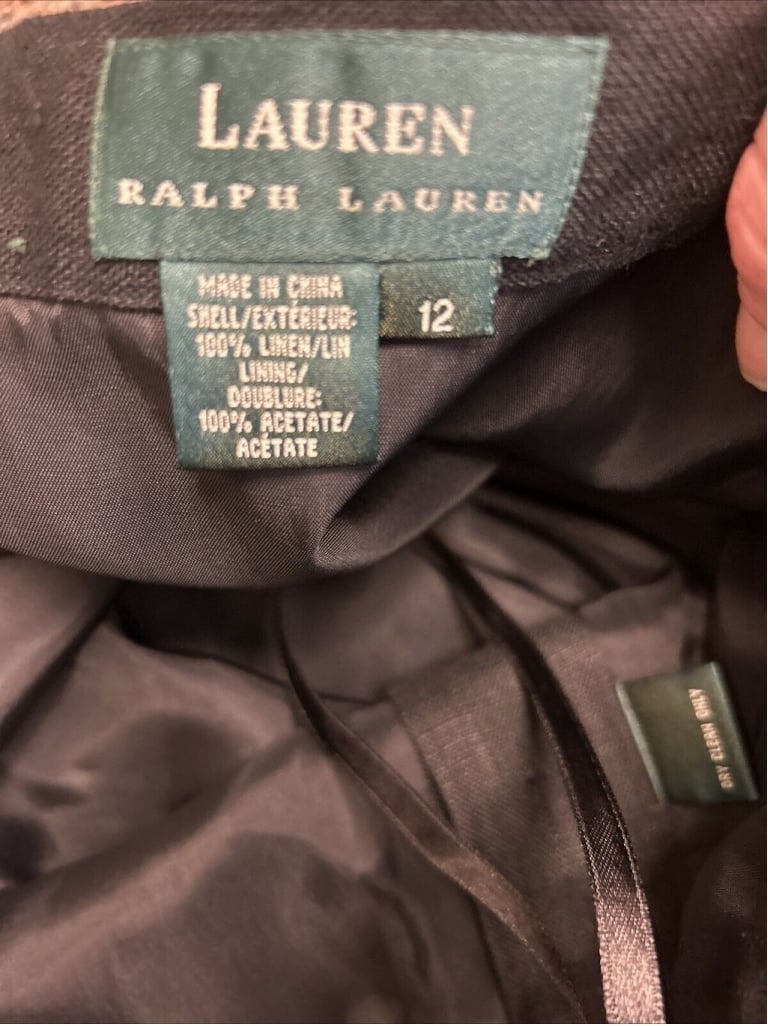 LAUREN
RALPH LAUREN
MADE IN CHINA
SHELL/EXTÉRIEUR:
100% LINEN/LIN
LINING/
DOUBLURE:
100% ACETATE/
ACÉTATE
12
DRY CLEAN ONLY